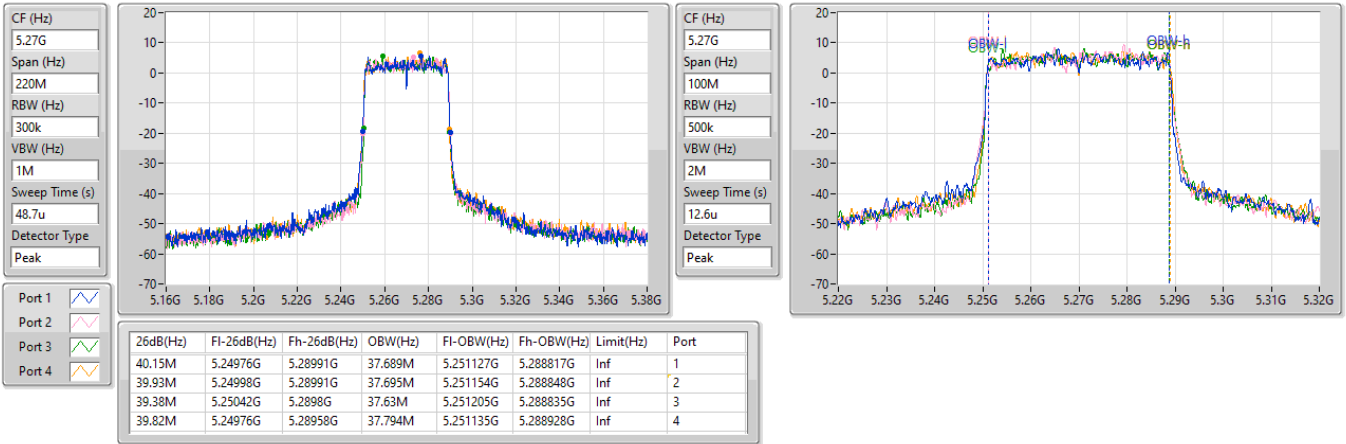 CF (Hz)
5.27G
Span (Hz)
220M
RBW (Hz)
300k
VBW (Hz)
1M
Sweep Time (s)
48.7u
Detector Type
Peak
20
10
0
-10
-20
-30
-40
-50
-60
-70
5.16G 5.18G 5.2G 5.22G 5.24G 5.26G 5.28G 5.3G 5.32G 5.34G 5.36G 5.38G
CF (Hz)
5.27G
Span (Hz)
100M
RBW (Hz)
500k
VBW (Hz)
2M
Sweep Time (s)
12.6u
Detector Type
Peak
20
10
0
-10
-20
-30
-40
-50
-60
-70
OBW-l OBW-h
5.22G 5.23G 5.24G 5.25G 5.26G 5.27G 5.28G 5.29G 5.3G 5.31G 5.32G
Port 1
Port 2
Port 3
Port 4
26dB(Hz) Fl-26dB(Hz) Fh-26dB(Hz) OBW(Hz) Fl-OBW(Hz) Fh-OBW(Hz) Limit(Hz) Port
40.15M 5.24976G 5.28991G 37.689M 5.251127G 5.288817G Inf 1
39.93M 5.24998G 5.28991G 37.695M 5.251154G 5.288848G Inf 2
39.38M 5.25042G 5.2898G 37.63M 5.251205G 5.288835G Inf 3
39.82M 5.24976G 5.28958G 37.794M 5.251135G 5.288928G Inf 4